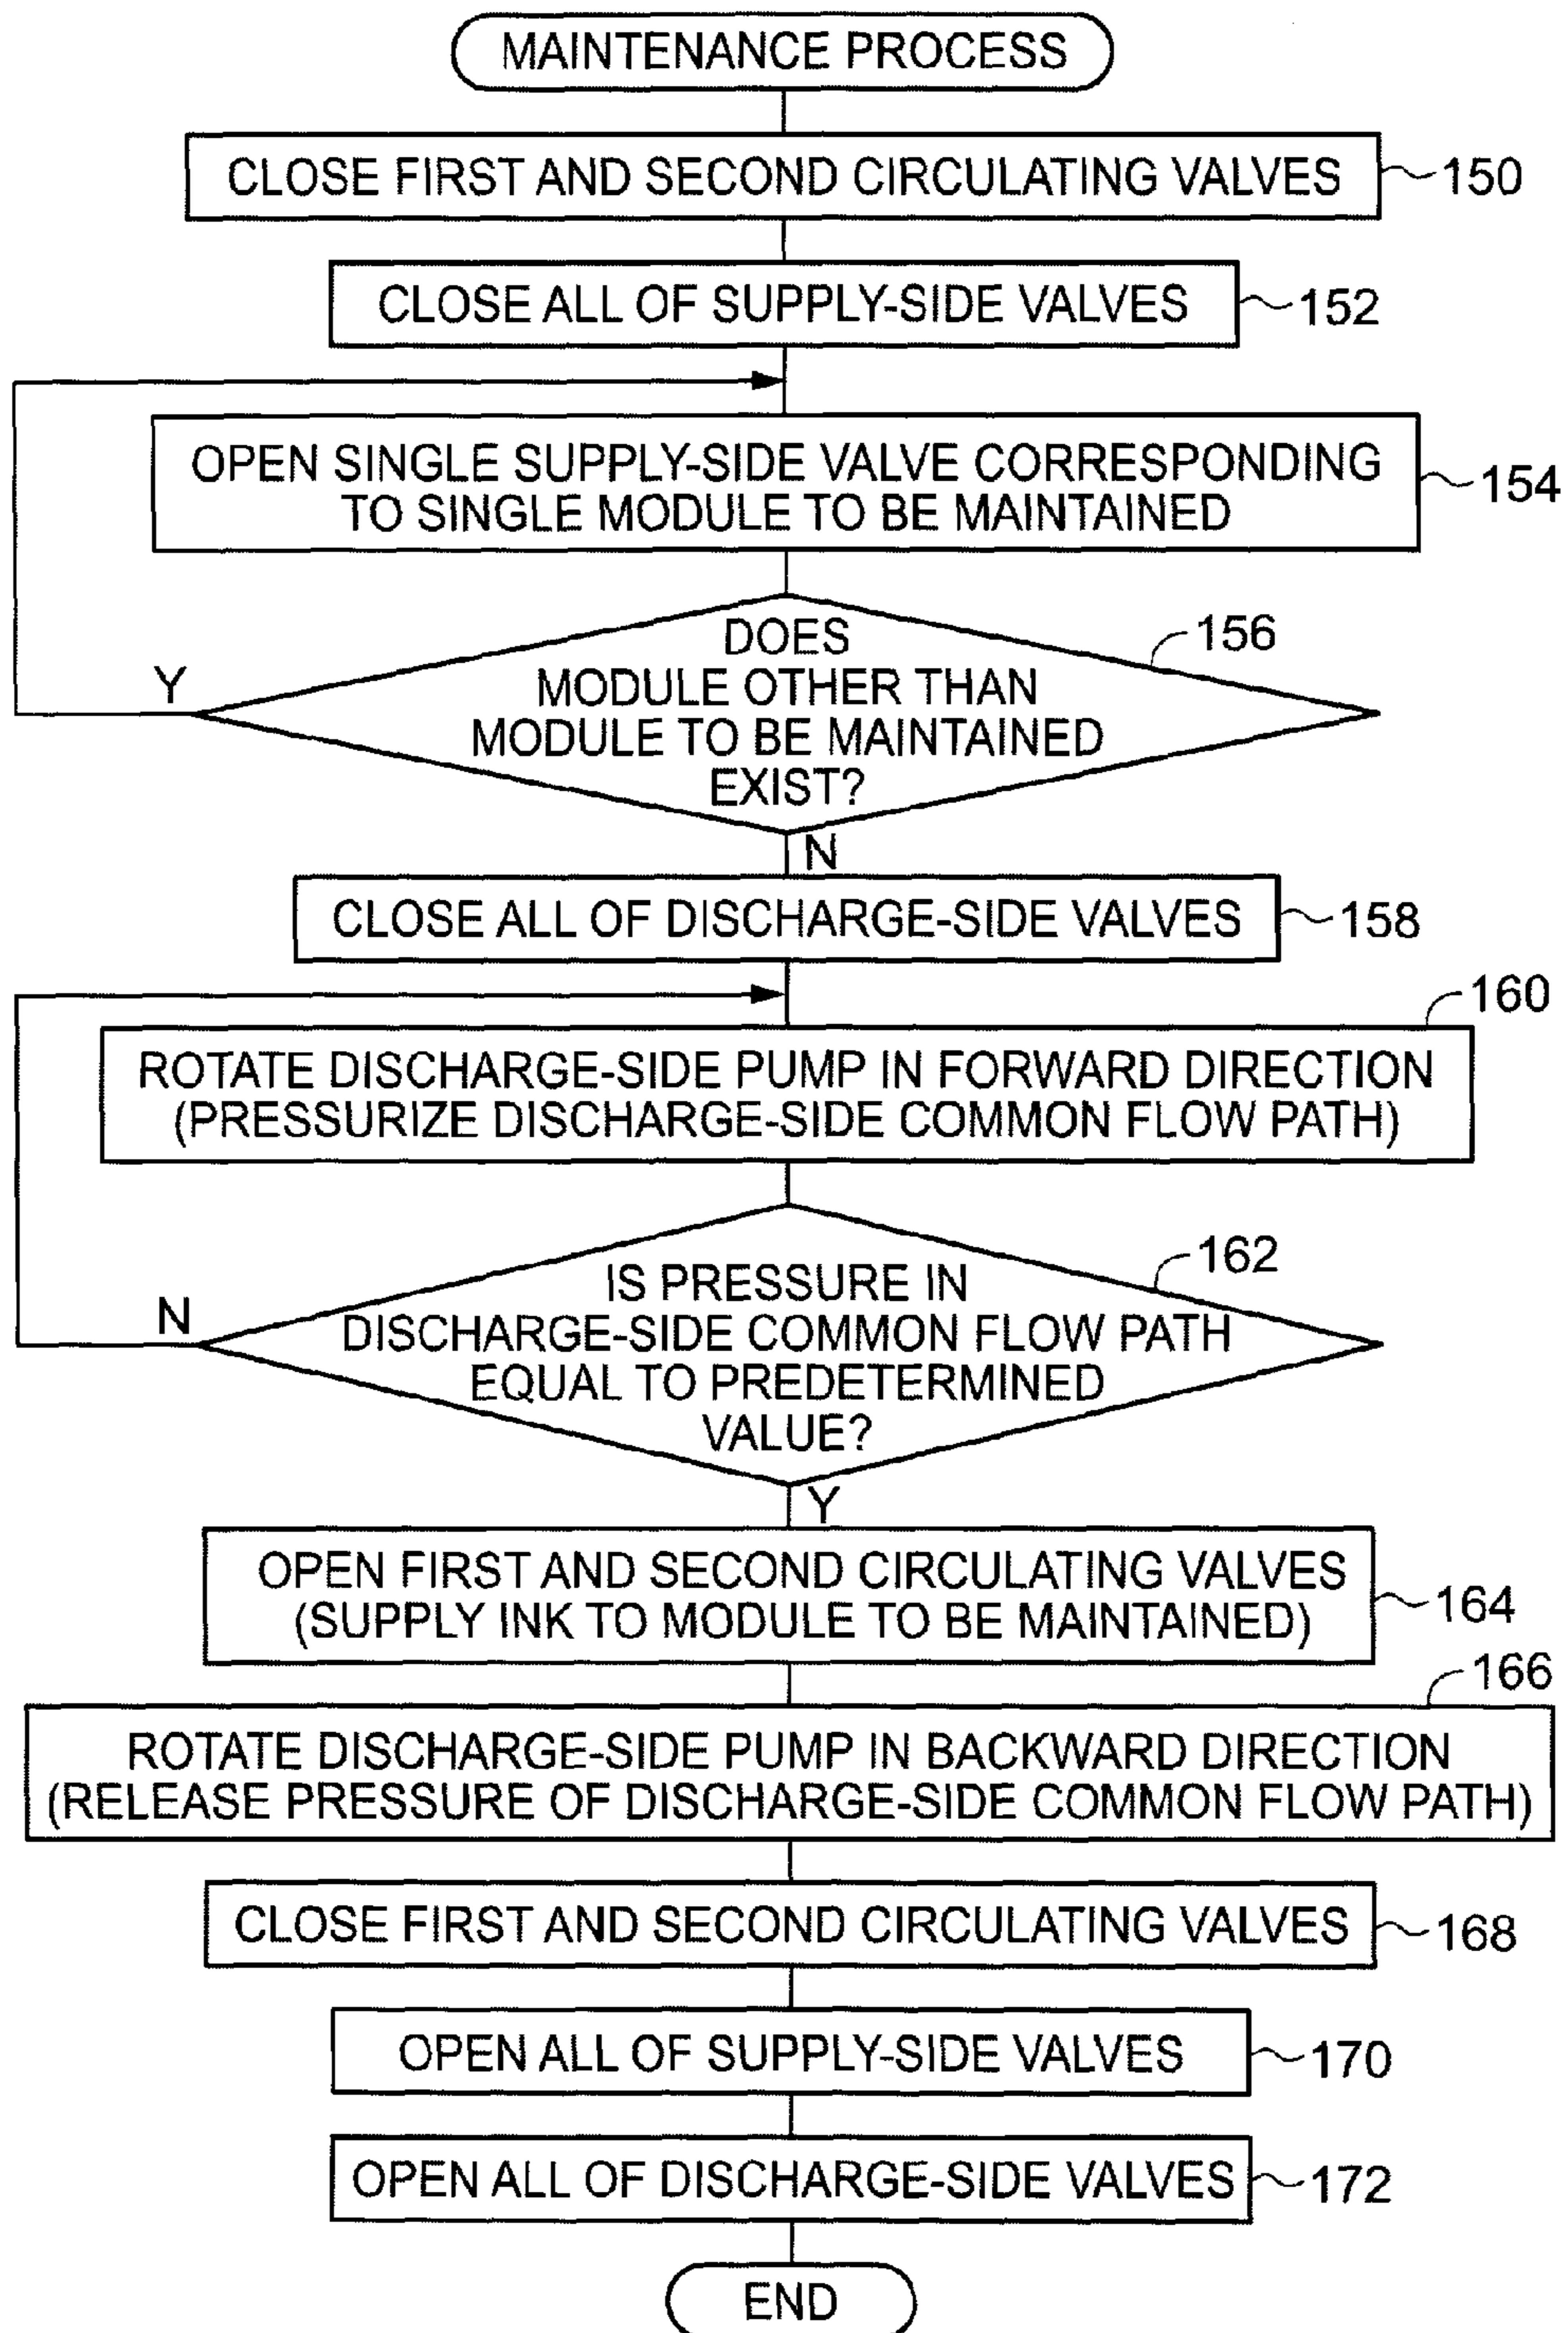 MAINTENANCE PROCESS
CLOSE FIRST AND SECOND CIRCULATING VALVES
150
CLOSE ALL OF SUPPLY-SIDE VALVES
152
OPEN SINGLE SUPPLY-SIDE VALVE CORRESPONDING
TO SINGLE MODULE TO BE MAINTAINED
154
DOES
MODULE OTHER THAN
MODULE TO BE MAINTAINED
EXIST?
156
Y
N
CLOSE ALL OF DISCHARGE-SIDE VALVES
158
160
ROTATE DISCHARGE-SIDE PUMP IN FORWARD DIRECTION
(PRESSURIZE DISCHARGE-SIDE COMMON FLOW PATH)
162
IS PRESSURE IN
DISCHARGE-SIDE COMMON FLOW PATH
EQUAL TO PREDETERMINED
VALUE?
N
Y
OPEN FIRST AND SECOND CIRCULATING VALVES
(SUPPLY INK TO MODULE TO BE MAINTAINED)
164
166
ROTATE DISCHARGE-SIDE PUMP IN BACKWARD DIRECTION
(RELEASE PRESSURE OF DISCHARGE-SIDE COMMON FLOW PATH)
CLOSE FIRST AND SECOND CIRCULATING VALVES
168
OPEN ALL OF SUPPLY-SIDE VALVES
170
OPEN ALL OF DISCHARGE-SIDE VALVES
172
END